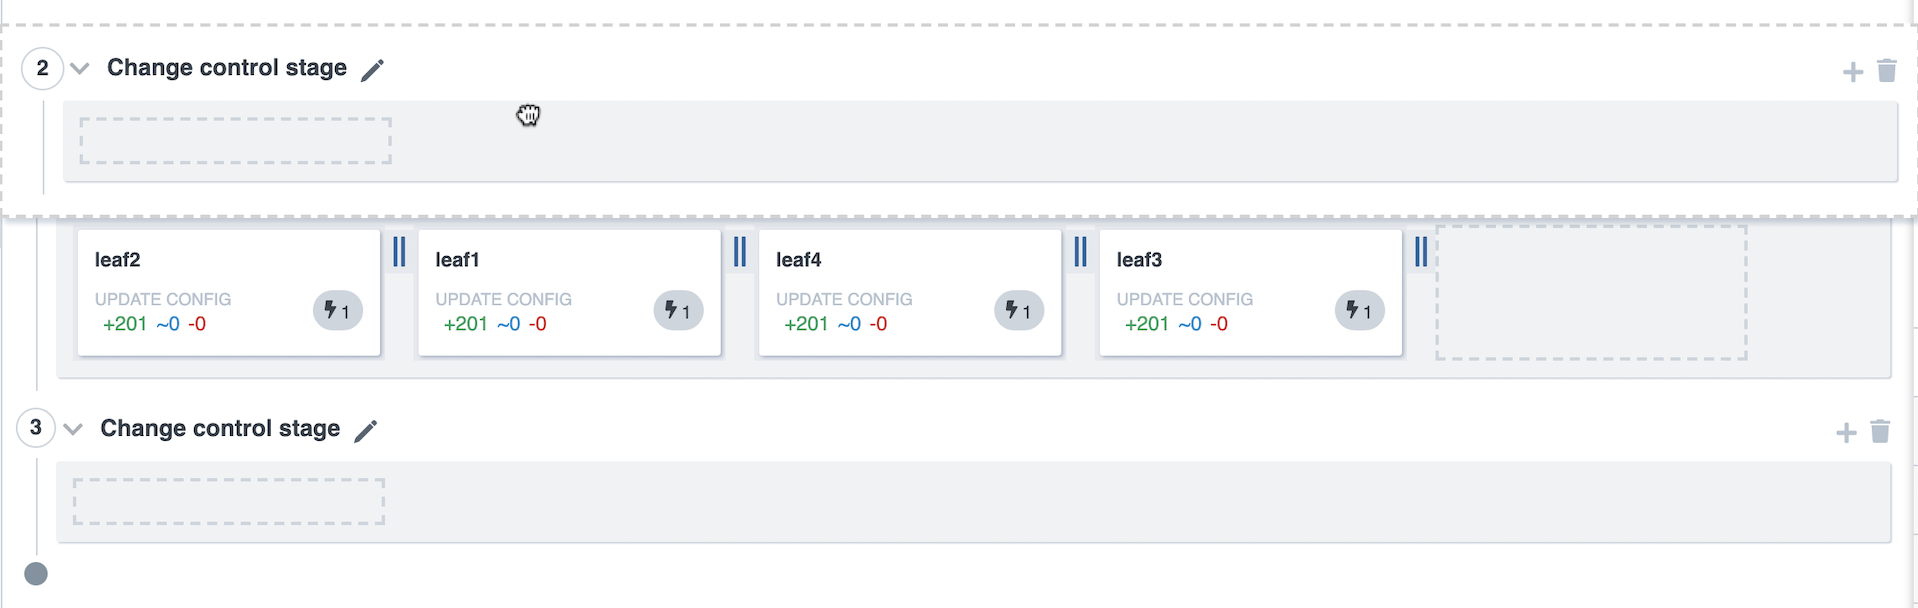 2 Change control stage
leaf2 leaf1 leaf4 leaf3
UPDATE CONFIG UPDATE CONFIG UPDATE CONFIG UPDATE CONFIG
+201 ~0 -0 1 +201 ~0 -0 1 +201 ~0 -0 1 +201 ~0 -0 1
3 Change control stage